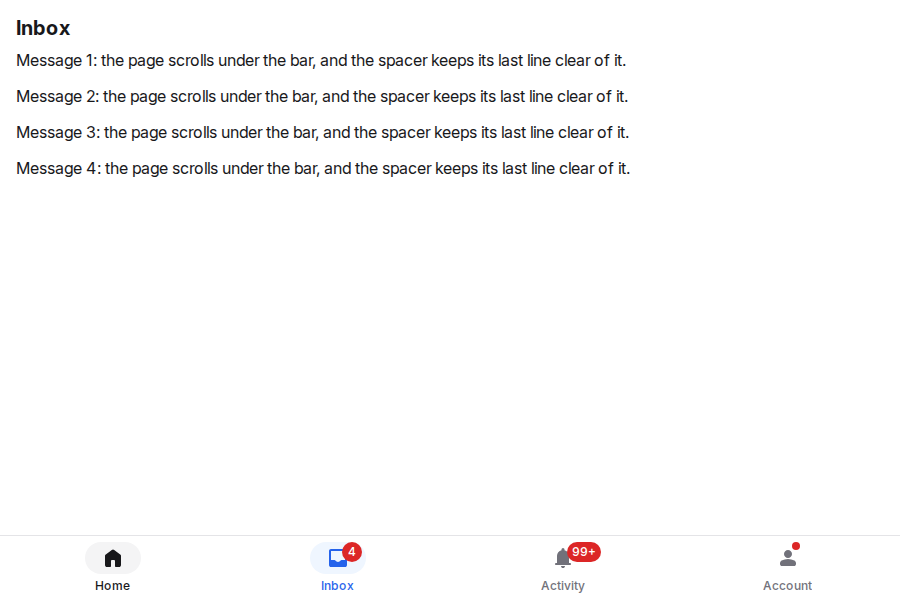 Inbox
Message 1: the page scrolls under the bar, and the spacer keeps its last line clear of it.
Message 2: the page scrolls under the bar, and the spacer keeps its last line clear of it.
Message 3: the page scrolls under the bar, and the spacer keeps its last line clear of it.
Message 4: the page scrolls under the bar, and the spacer keeps its last line clear of it.
4
99+
Home
Inbox
Activity
Account